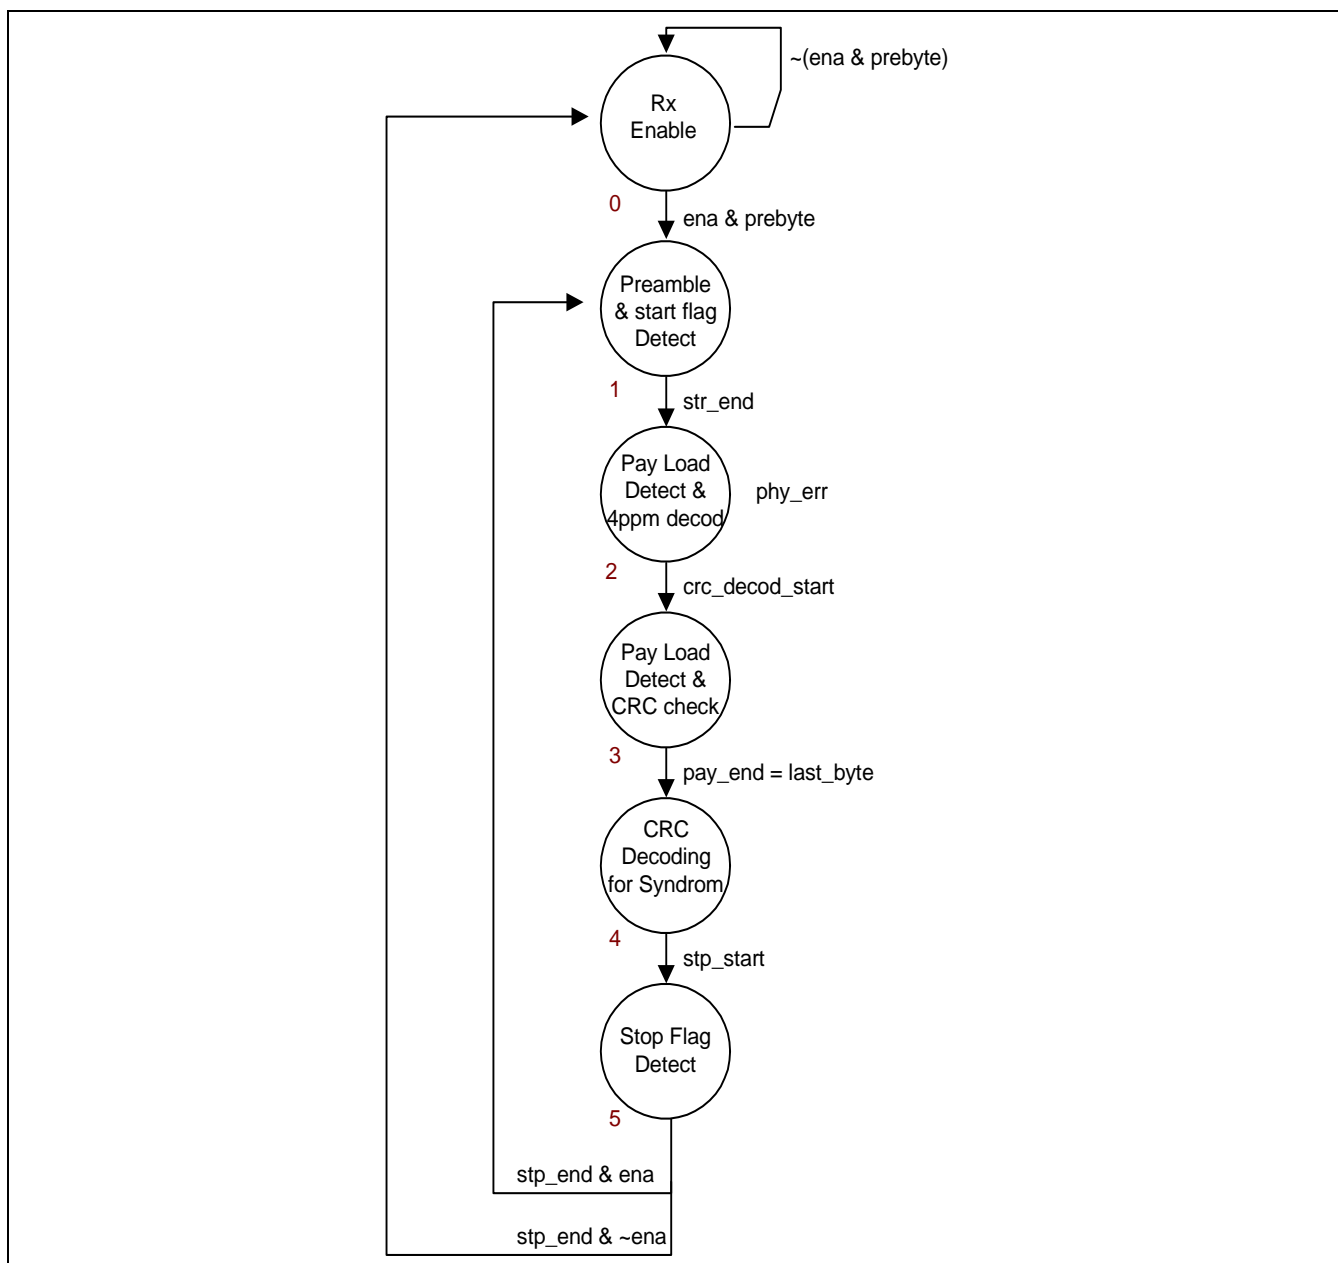 ~(ena & prebyte)
Rx
Enable
0
ena & prebyte
Preamble
& start flag
Detect
1
str_end
Pay Load
Detect &
4ppm decod
phy_err
2
crc_decod_start
Pay Load
Detect &
CRC check
3
pay_end = last_byte
CRC
Decoding
for Syndrom
4
stp_start
Stop Flag
Detect
5
stp_end & ena
stp_end & ~ena